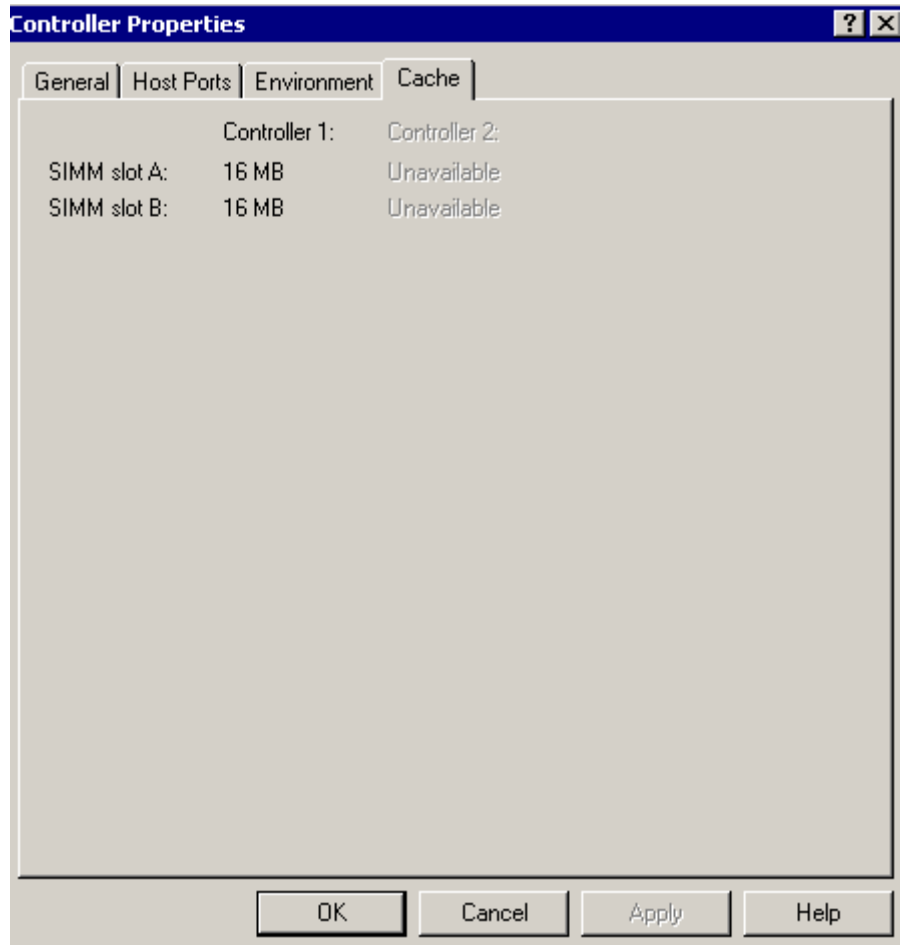 Controller Properties
General Host Ports Environment Cache
Controller 1: Controller 2:
SIMM slot A: 16 MB Unavailable
SIMM slot B: 16 MB Unavailable
OK Cancel Apply Help